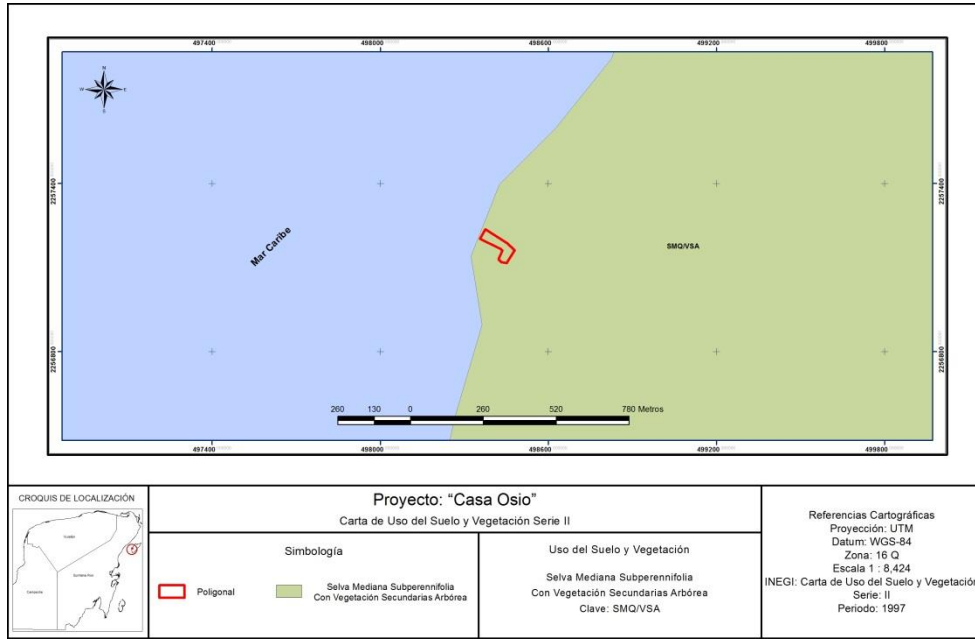 497400 498000 498600 499200 499800
N
W E
S
2257400 2257400
Mar Caribe
SMQ/VSA
2256800 2256800
260 130 0 260 520 780 Metros
497400 498000 498600 499200 499800
CROQUIS DE LOCALIZACIÓN
Yucatán
Quintana Roo
Campeche
Proyecto: “Casa Osio”
Carta de Uso del Suelo y Vegetación Serie II
Simbología
Poligonal
Selva Mediana Subperennifolia
Con Vegetación Secundarias Arbórea
Uso del Suelo y Vegetación
Selva Mediana Subperennifolia
Con Vegetación Secundarias Arbórea
Clave: SMQ/VSA
Referencias Cartográficas
Proyección: UTM
Datum: WGS-84
Zona: 16 Q
Escala 1 : 8,424
INEGI: Carta de Uso del Suelo y Vegetación
Serie: II
Periodo: 1997